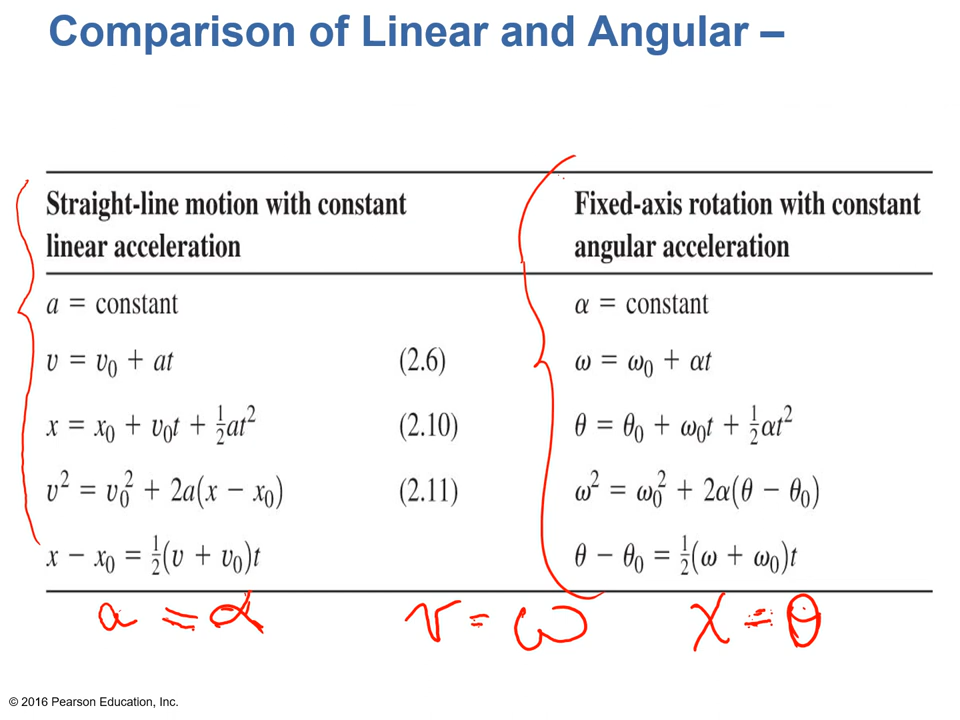 Comparison of Linear and Angular –
Straight-line motion with constant linear acceleration Fixed-axis rotation with constant angular acceleration
a = constant α = constant
v = v₀ + at (2.6) ω = ω₀ + αt
x = x₀ + v₀t + ½at² (2.10) θ = θ₀ + ω₀t + ½αt²
v² = v₀² + 2a(x − x₀) (2.11) ω² = ω₀² + 2α(θ − θ₀)
x − x₀ = ½(v + v₀)t θ − θ₀ = ½(ω + ω₀)t
a = α v = ω x = θ
© 2016 Pearson Education, Inc.